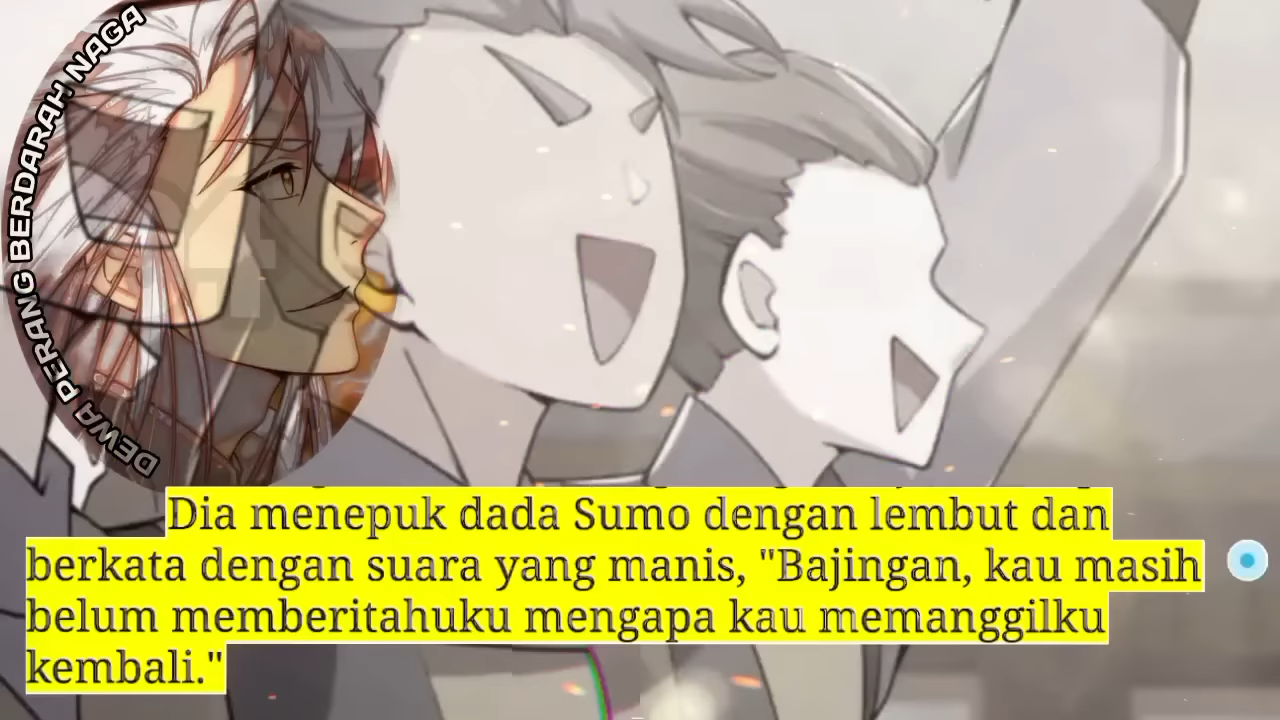 DEWA PERANG BERDARAH NAGA
Dia menepuk dada Sumo dengan lembut dan
berkata dengan suara yang manis, "Bajingan, kau masih
belum memberitahuku mengapa kau memanggilku
kembali."